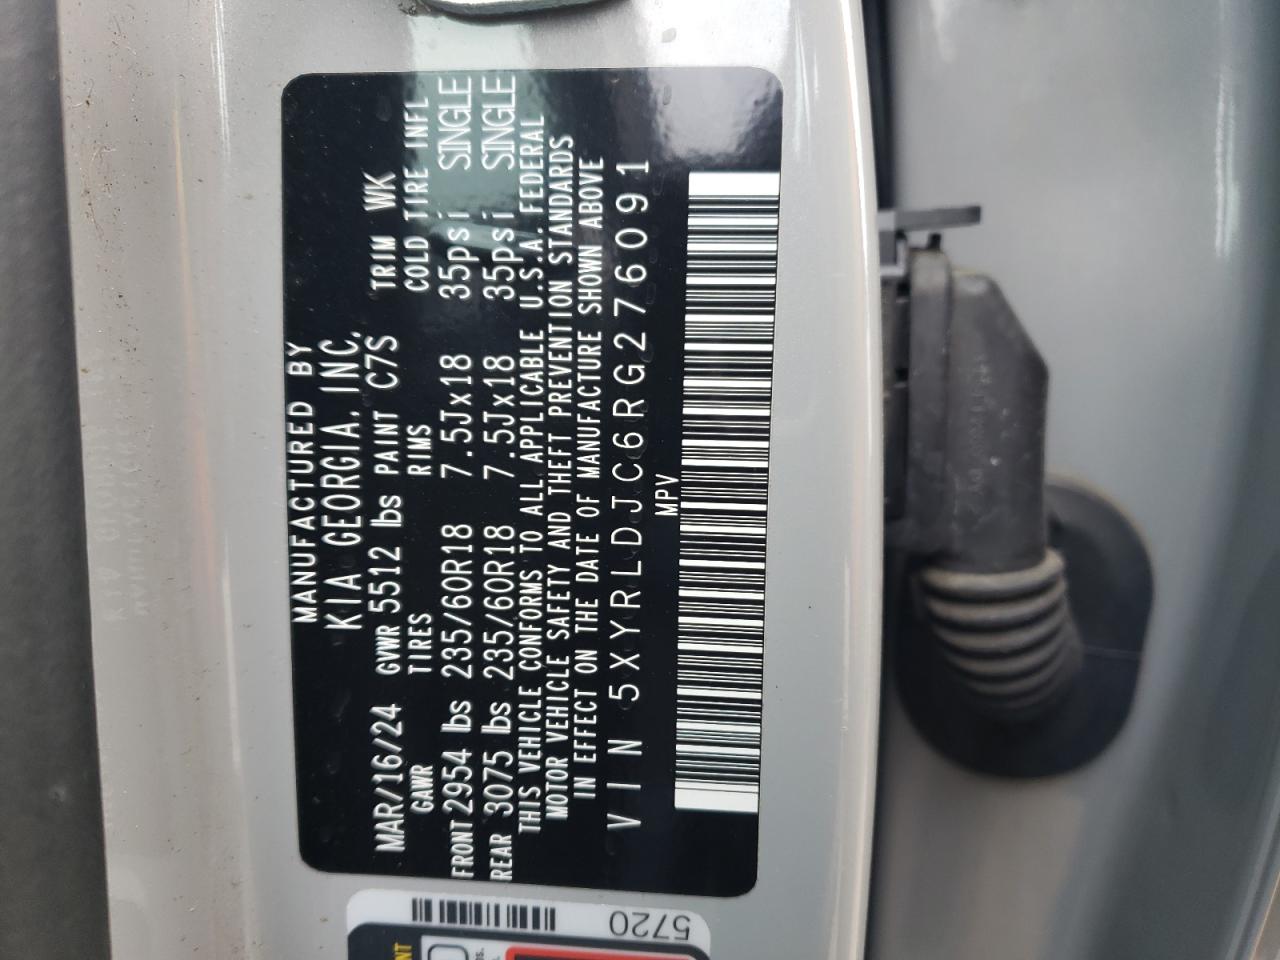 MANUFACTURED BY
KIA GEORGIA, INC.
MAR/16/24 GVWR 5512 lbs PAINT C7S TRIM WK
GAWR TIRES RIMS COLD TIRE INFL
FRONT 2954 lbs 235/60R18 7.5Jx18 35psi SINGLE
REAR 3075 lbs 235/60R18 7.5Jx18 35psi SINGLE
THIS VEHICLE CONFORMS TO ALL APPLICABLE U.S.A. FEDERAL
MOTOR VEHICLE SAFETY AND THEFT PREVENTION STANDARDS
IN EFFECT ON THE DATE OF MANUFACTURE SHOWN ABOVE
VIN 5XYRLDJC6RG276091
MPV
5720